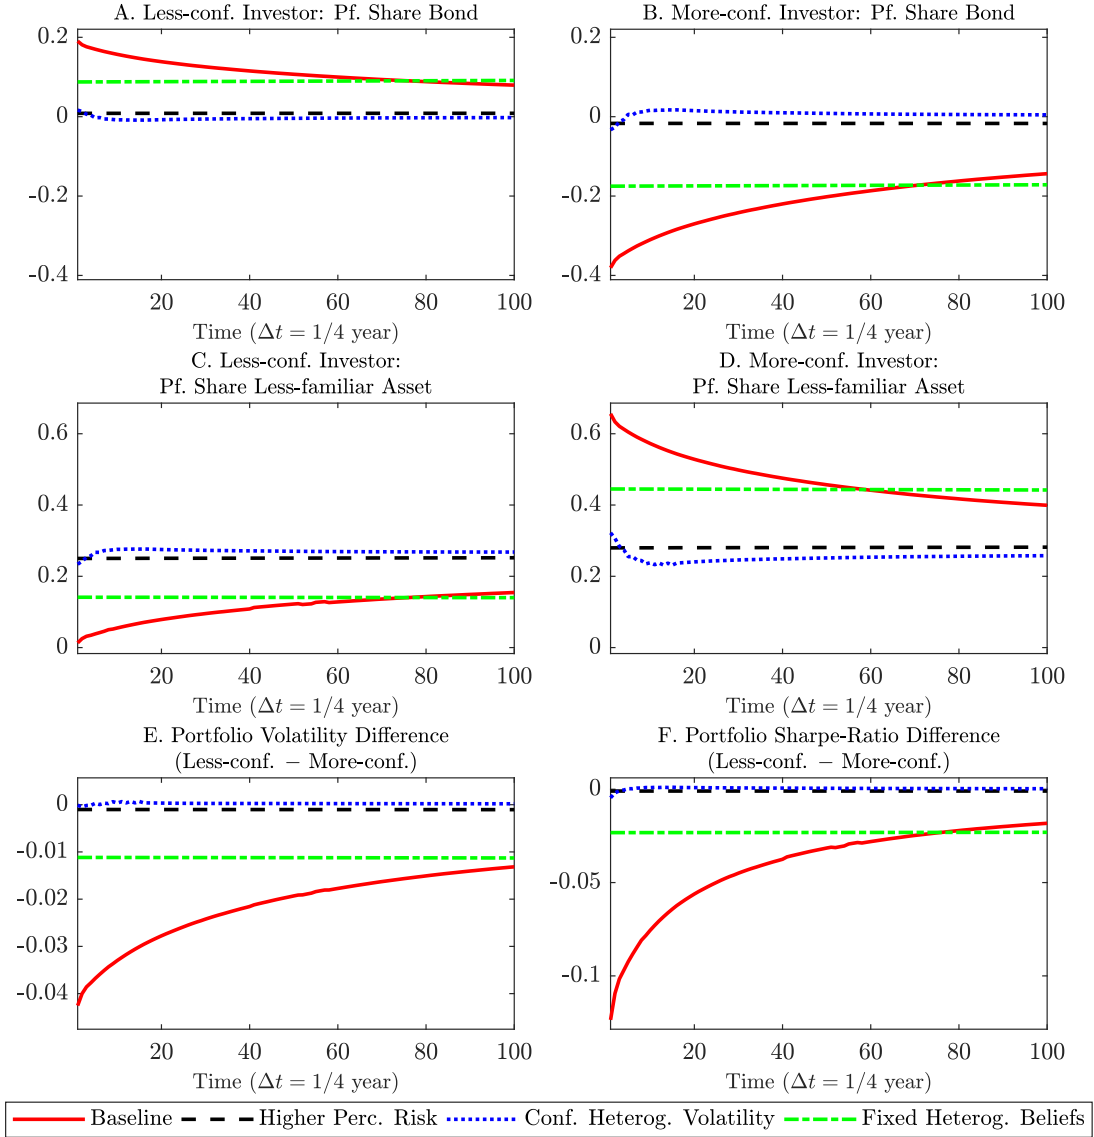 A. Less-conf. Investor: Pf. Share Bond
0.2
0
-0.2
-0.4
20 40 60 80 100
Time (Δt = 1/4 year)
B. More-conf. Investor: Pf. Share Bond
0.2
0
-0.2
-0.4
20 40 60 80 100
Time (Δt = 1/4 year)
C. Less-conf. Investor:
Pf. Share Less-familiar Asset
0.6
0.4
0.2
0
20 40 60 80 100
Time (Δt = 1/4 year)
D. More-conf. Investor:
Pf. Share Less-familiar Asset
0.6
0.4
0.2
0
20 40 60 80 100
Time (Δt = 1/4 year)
E. Portfolio Volatility Difference
(Less-conf. − More-conf.)
0
-0.01
-0.02
-0.03
-0.04
20 40 60 80 100
Time (Δt = 1/4 year)
F. Portfolio Sharpe-Ratio Difference
(Less-conf. − More-conf.)
0
-0.05
-0.1
20 40 60 80 100
Time (Δt = 1/4 year)
Baseline Higher Perc. Risk Conf. Heterog. Volatility Fixed Heterog. Beliefs